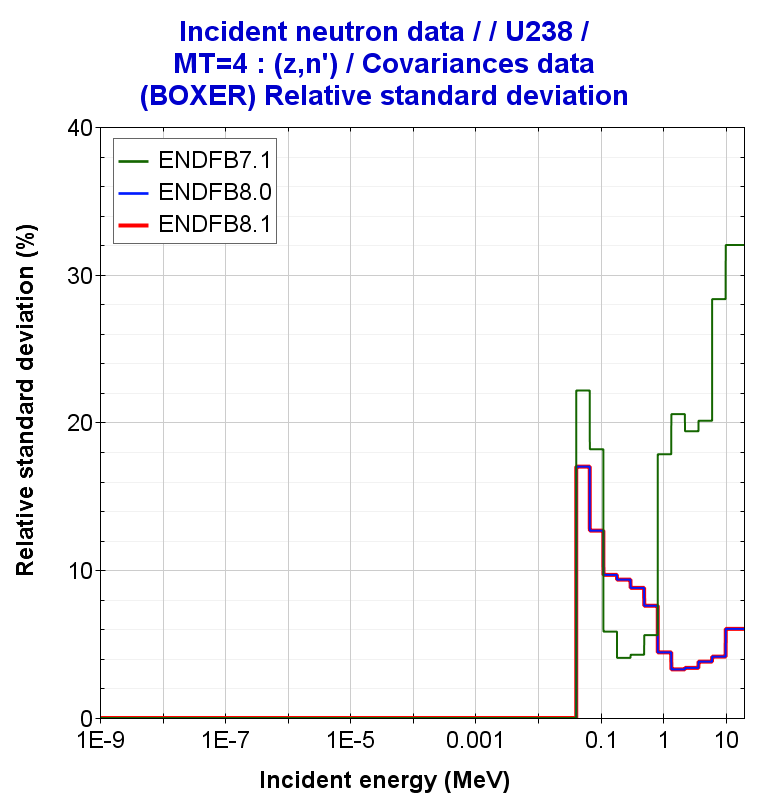 Incident neutron data / / U238 /
MT=4 : (z,n') / Covariances data
(BOXER) Relative standard deviation
40
30
20
10
0
ENDFB7.1
ENDFB8.0
ENDFB8.1
Relative standard deviation (%)
1E-9 1E-7 1E-5 0.001 0.1 1 10
Incident energy (MeV)